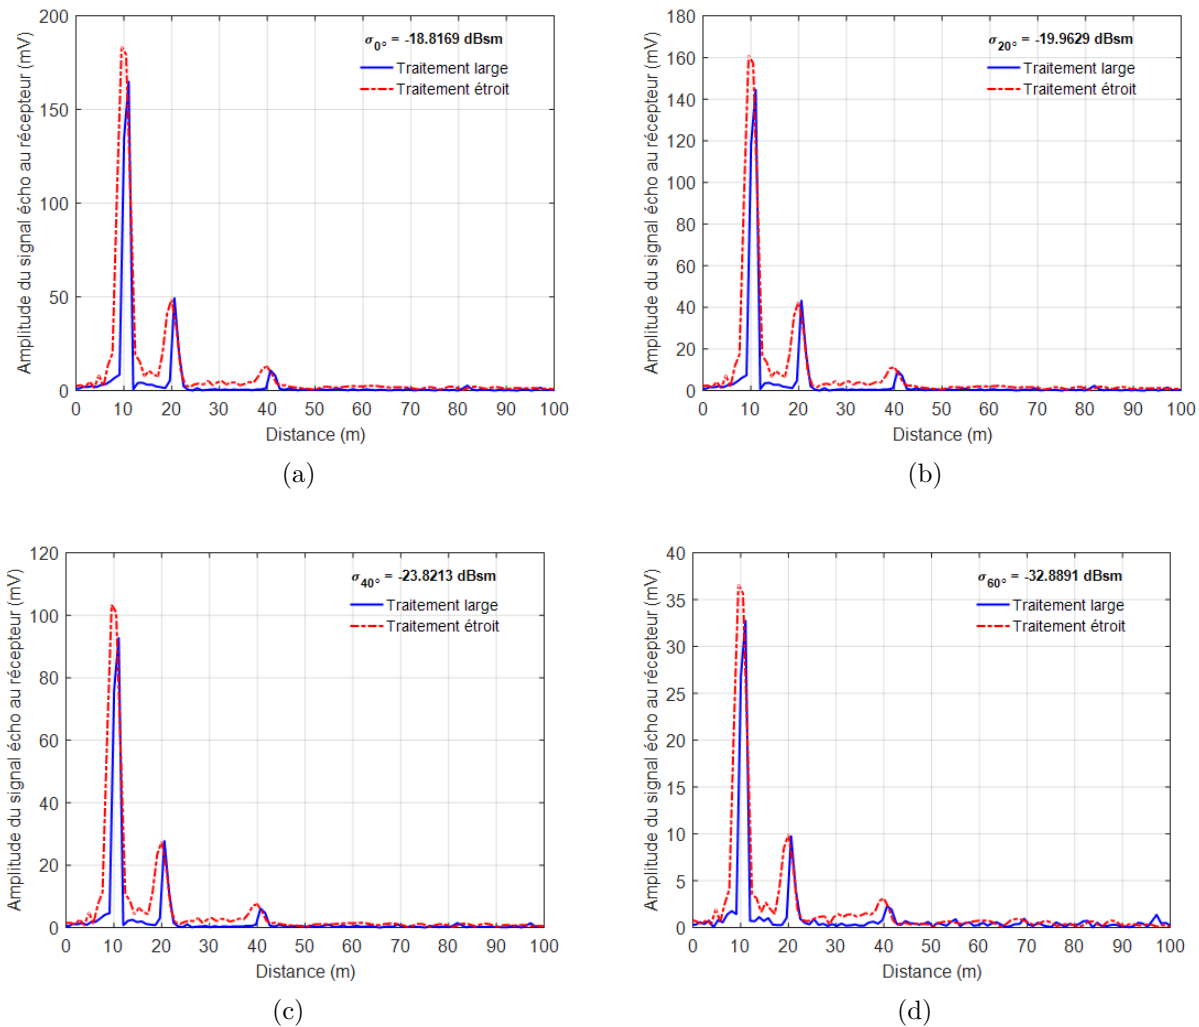 σ0° = -18.8169 dBsm
Traitement large
Traitement étroit
Amplitude du signal écho au récepteur (mV)
200
150
100
50
0
0 10 20 30 40 50 60 70 80 90 100
Distance (m)
(a)
σ20° = -19.9629 dBsm
Traitement large
Traitement étroit
Amplitude du signal écho au récepteur (mV)
180
160
140
120
100
80
60
40
20
0
0 10 20 30 40 50 60 70 80 90 100
Distance (m)
(b)
σ40° = -23.8213 dBsm
Traitement large
Traitement étroit
Amplitude du signal écho au récepteur (mV)
120
100
80
60
40
20
0
0 10 20 30 40 50 60 70 80 90 100
Distance (m)
(c)
σ60° = -32.8891 dBsm
Traitement large
Traitement étroit
Amplitude du signal écho au récepteur (mV)
40
35
30
25
20
15
10
5
0
0 10 20 30 40 50 60 70 80 90 100
Distance (m)
(d)